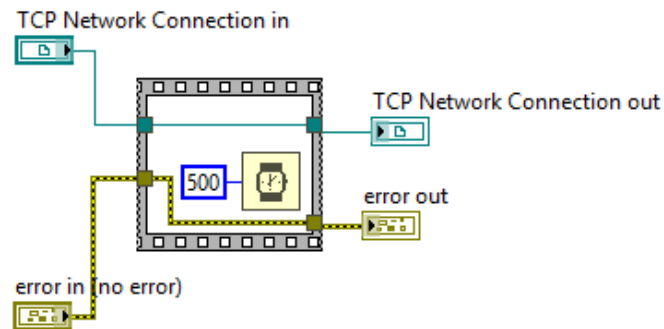 TCP Network Connection in
TCP Network Connection out
500
error out
error in (no error)